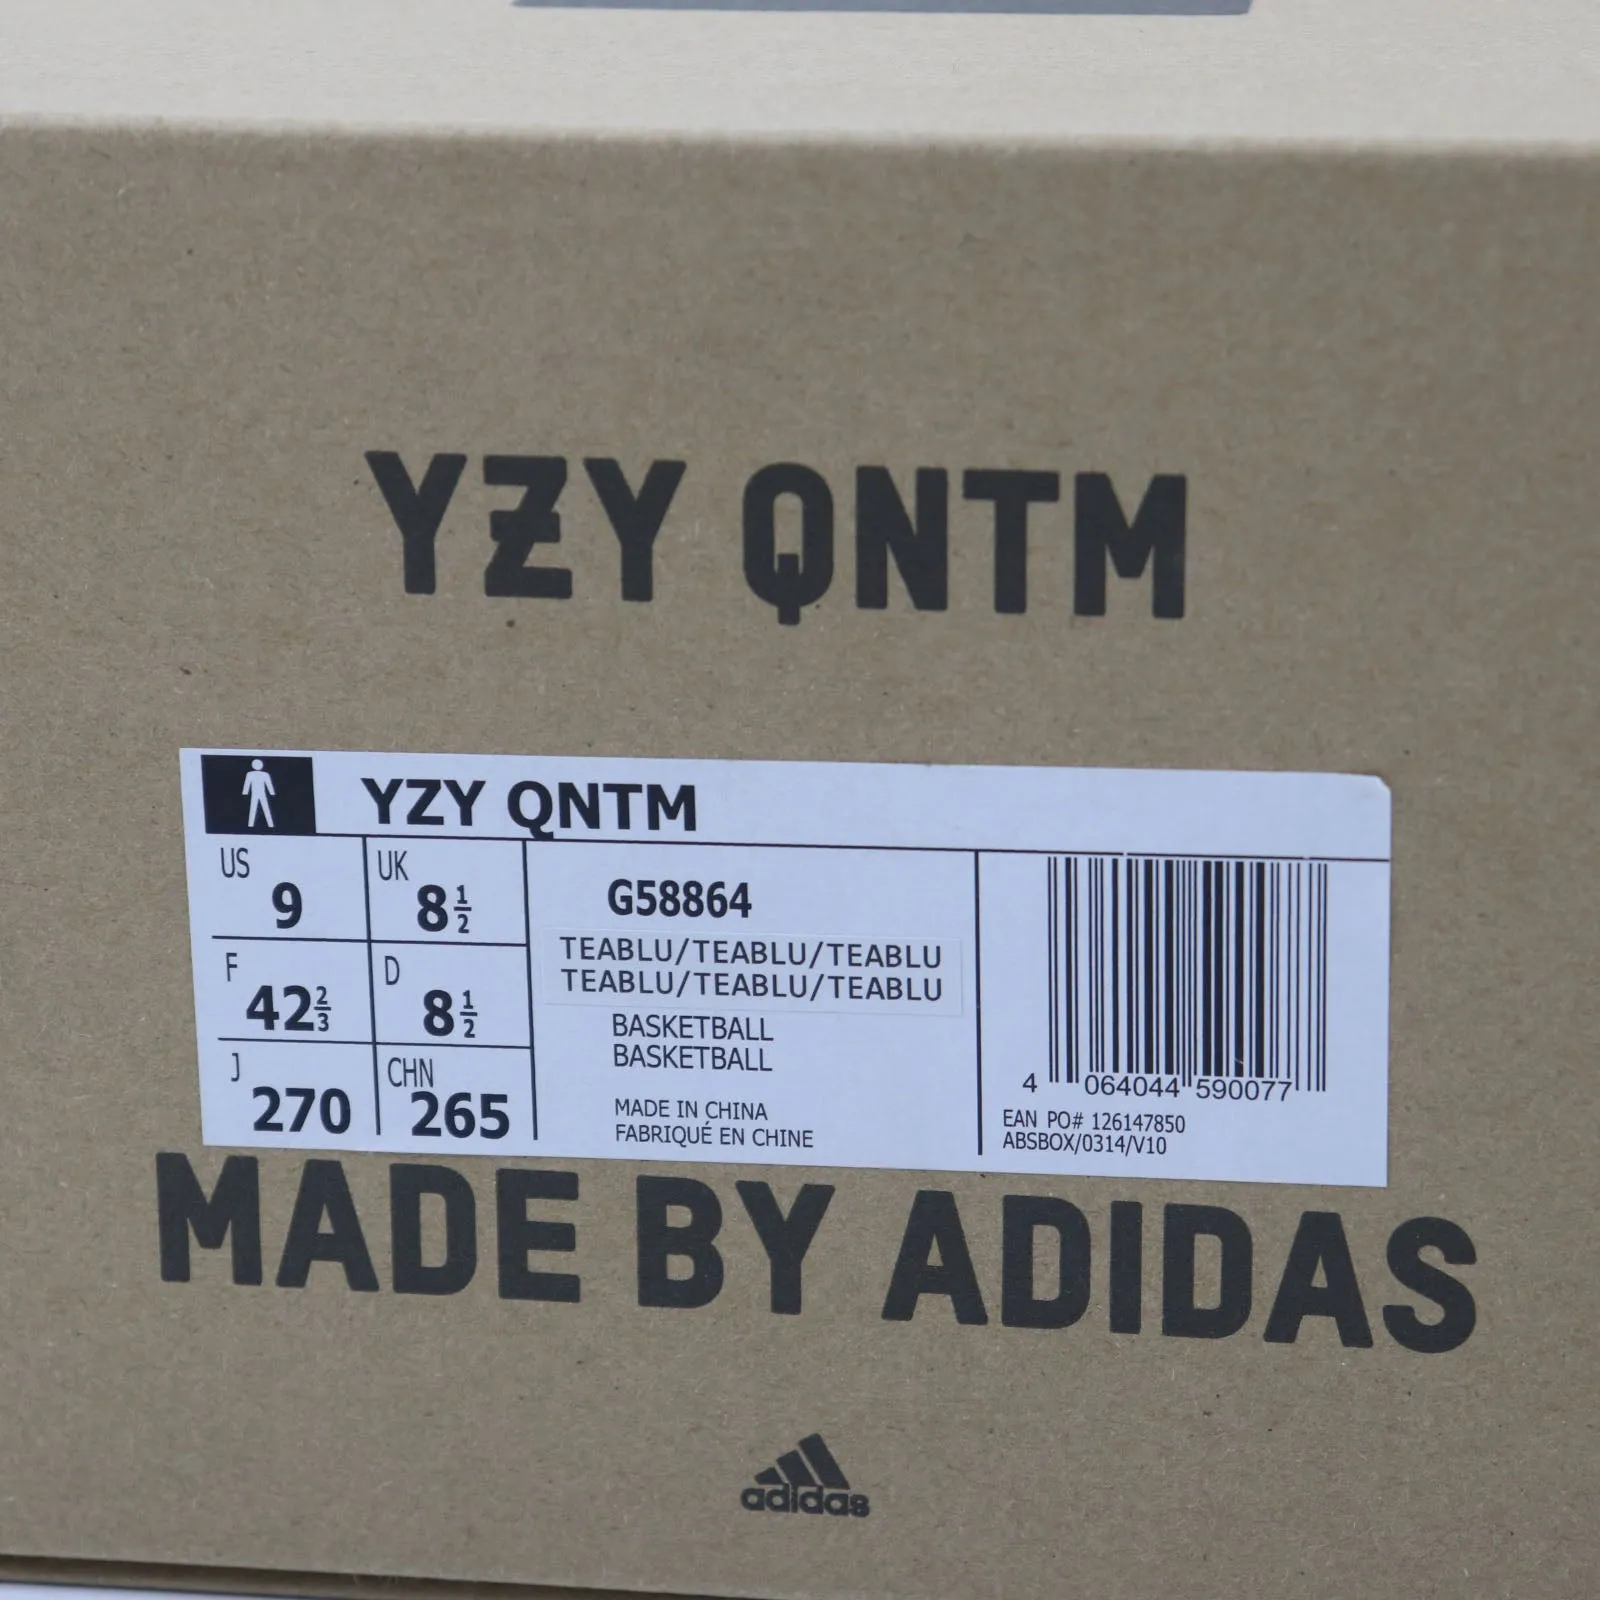 YZY QNTM
YZY QNTM
US 9 UK 8 1/2
F 42 2/3 D 8 1/2
J 270 CHN 265
G58864
TEABLU/TEABLU/TEABLU
TEABLU/TEABLU/TEABLU
BASKETBALL
BASKETBALL
MADE IN CHINA
FABRIQUÉ EN CHINE
4 064044 590077
EAN PO# 126147850
ABSBOX/0314/V10
MADE BY ADIDAS
adidas